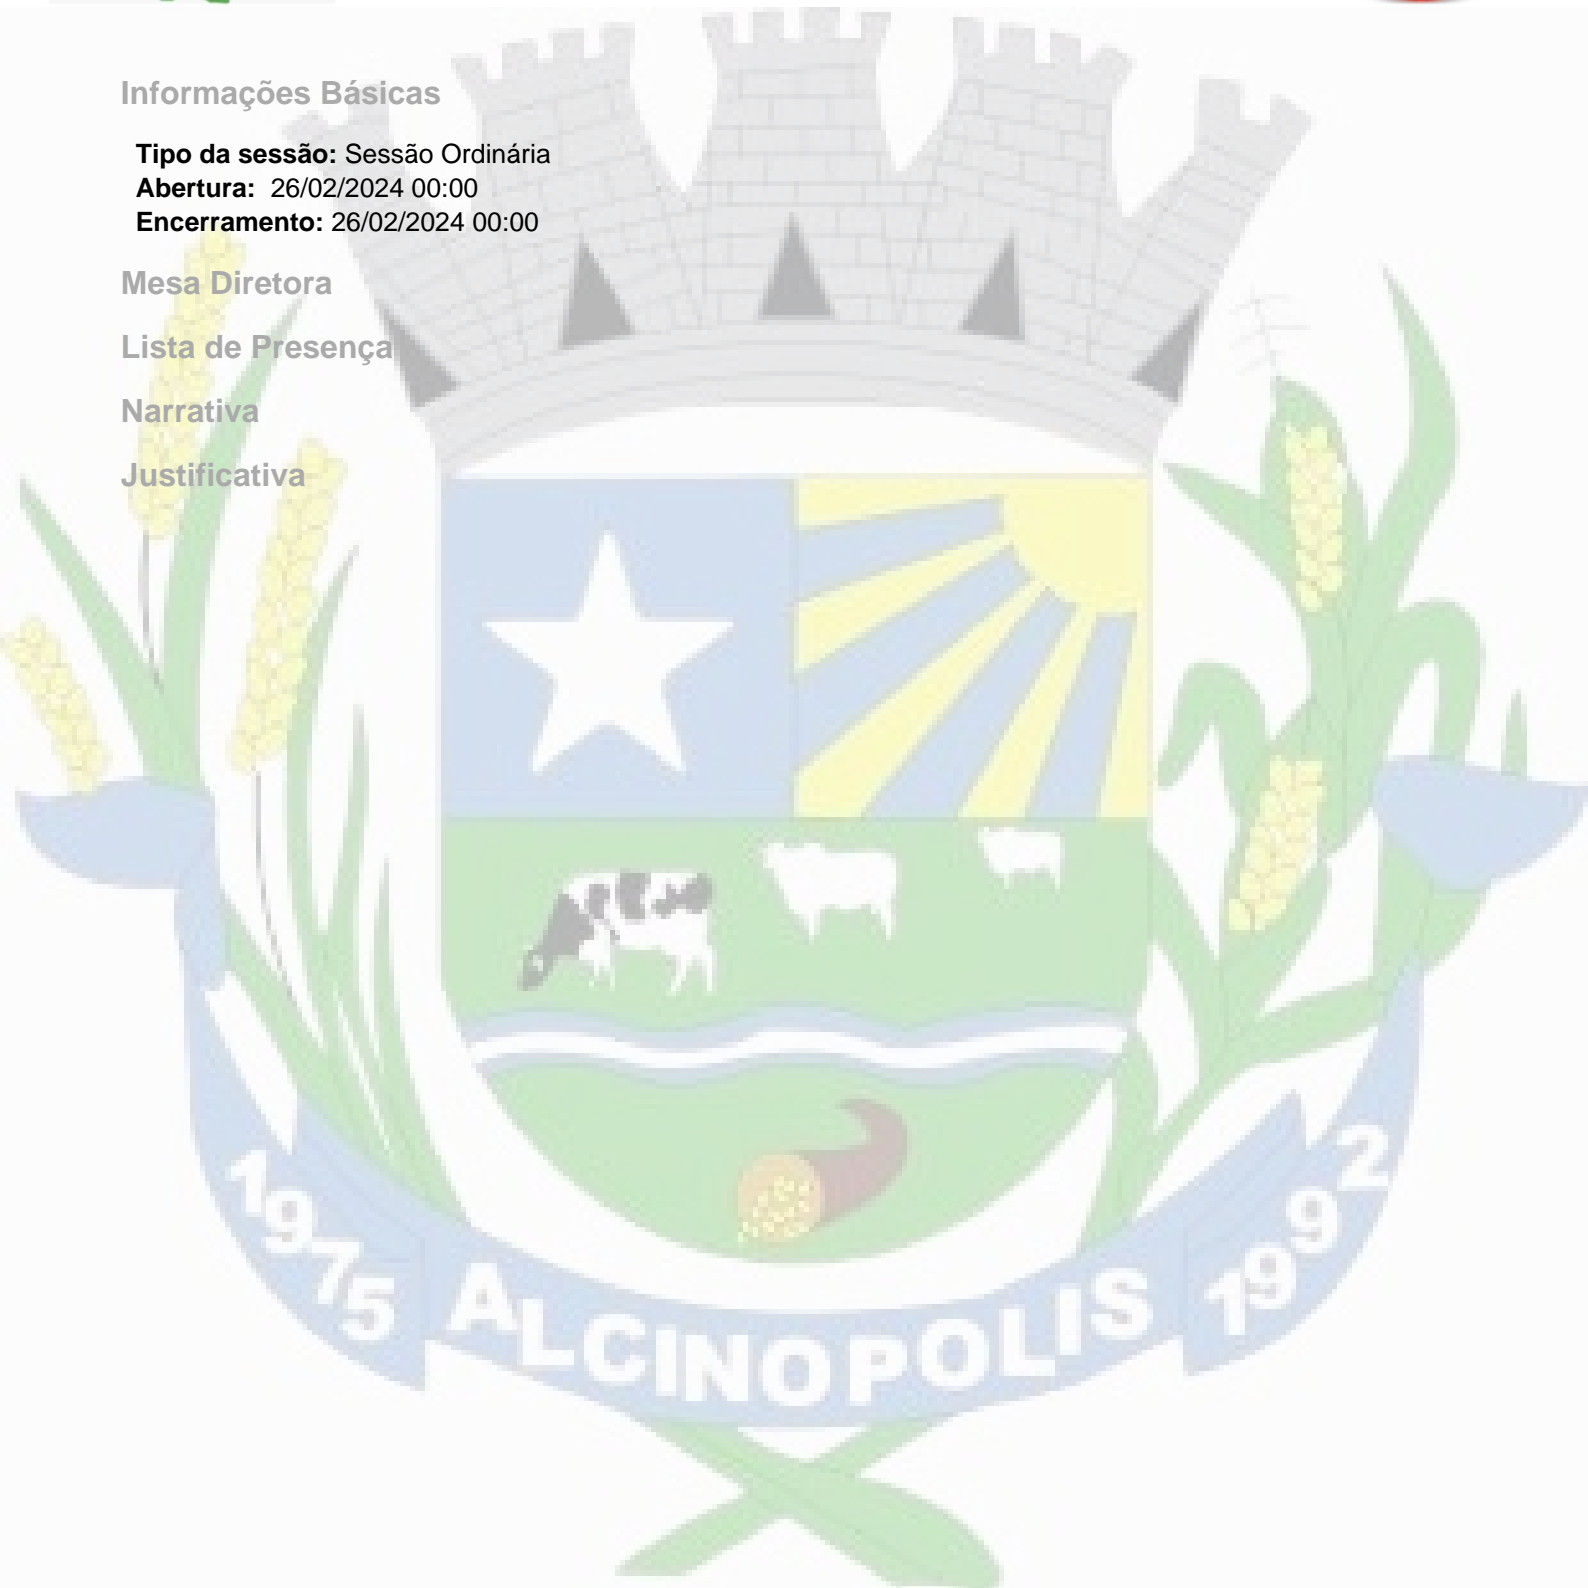 Informações Básicas
Tipo da sessão: Sessão Ordinária
Abertura: 26/02/2024 00:00
Encerramento: 26/02/2024 00:00
Mesa Diretora
Lista de Presença
Narrativa
Justificativa
1975 ALCINOPOLIS 1992